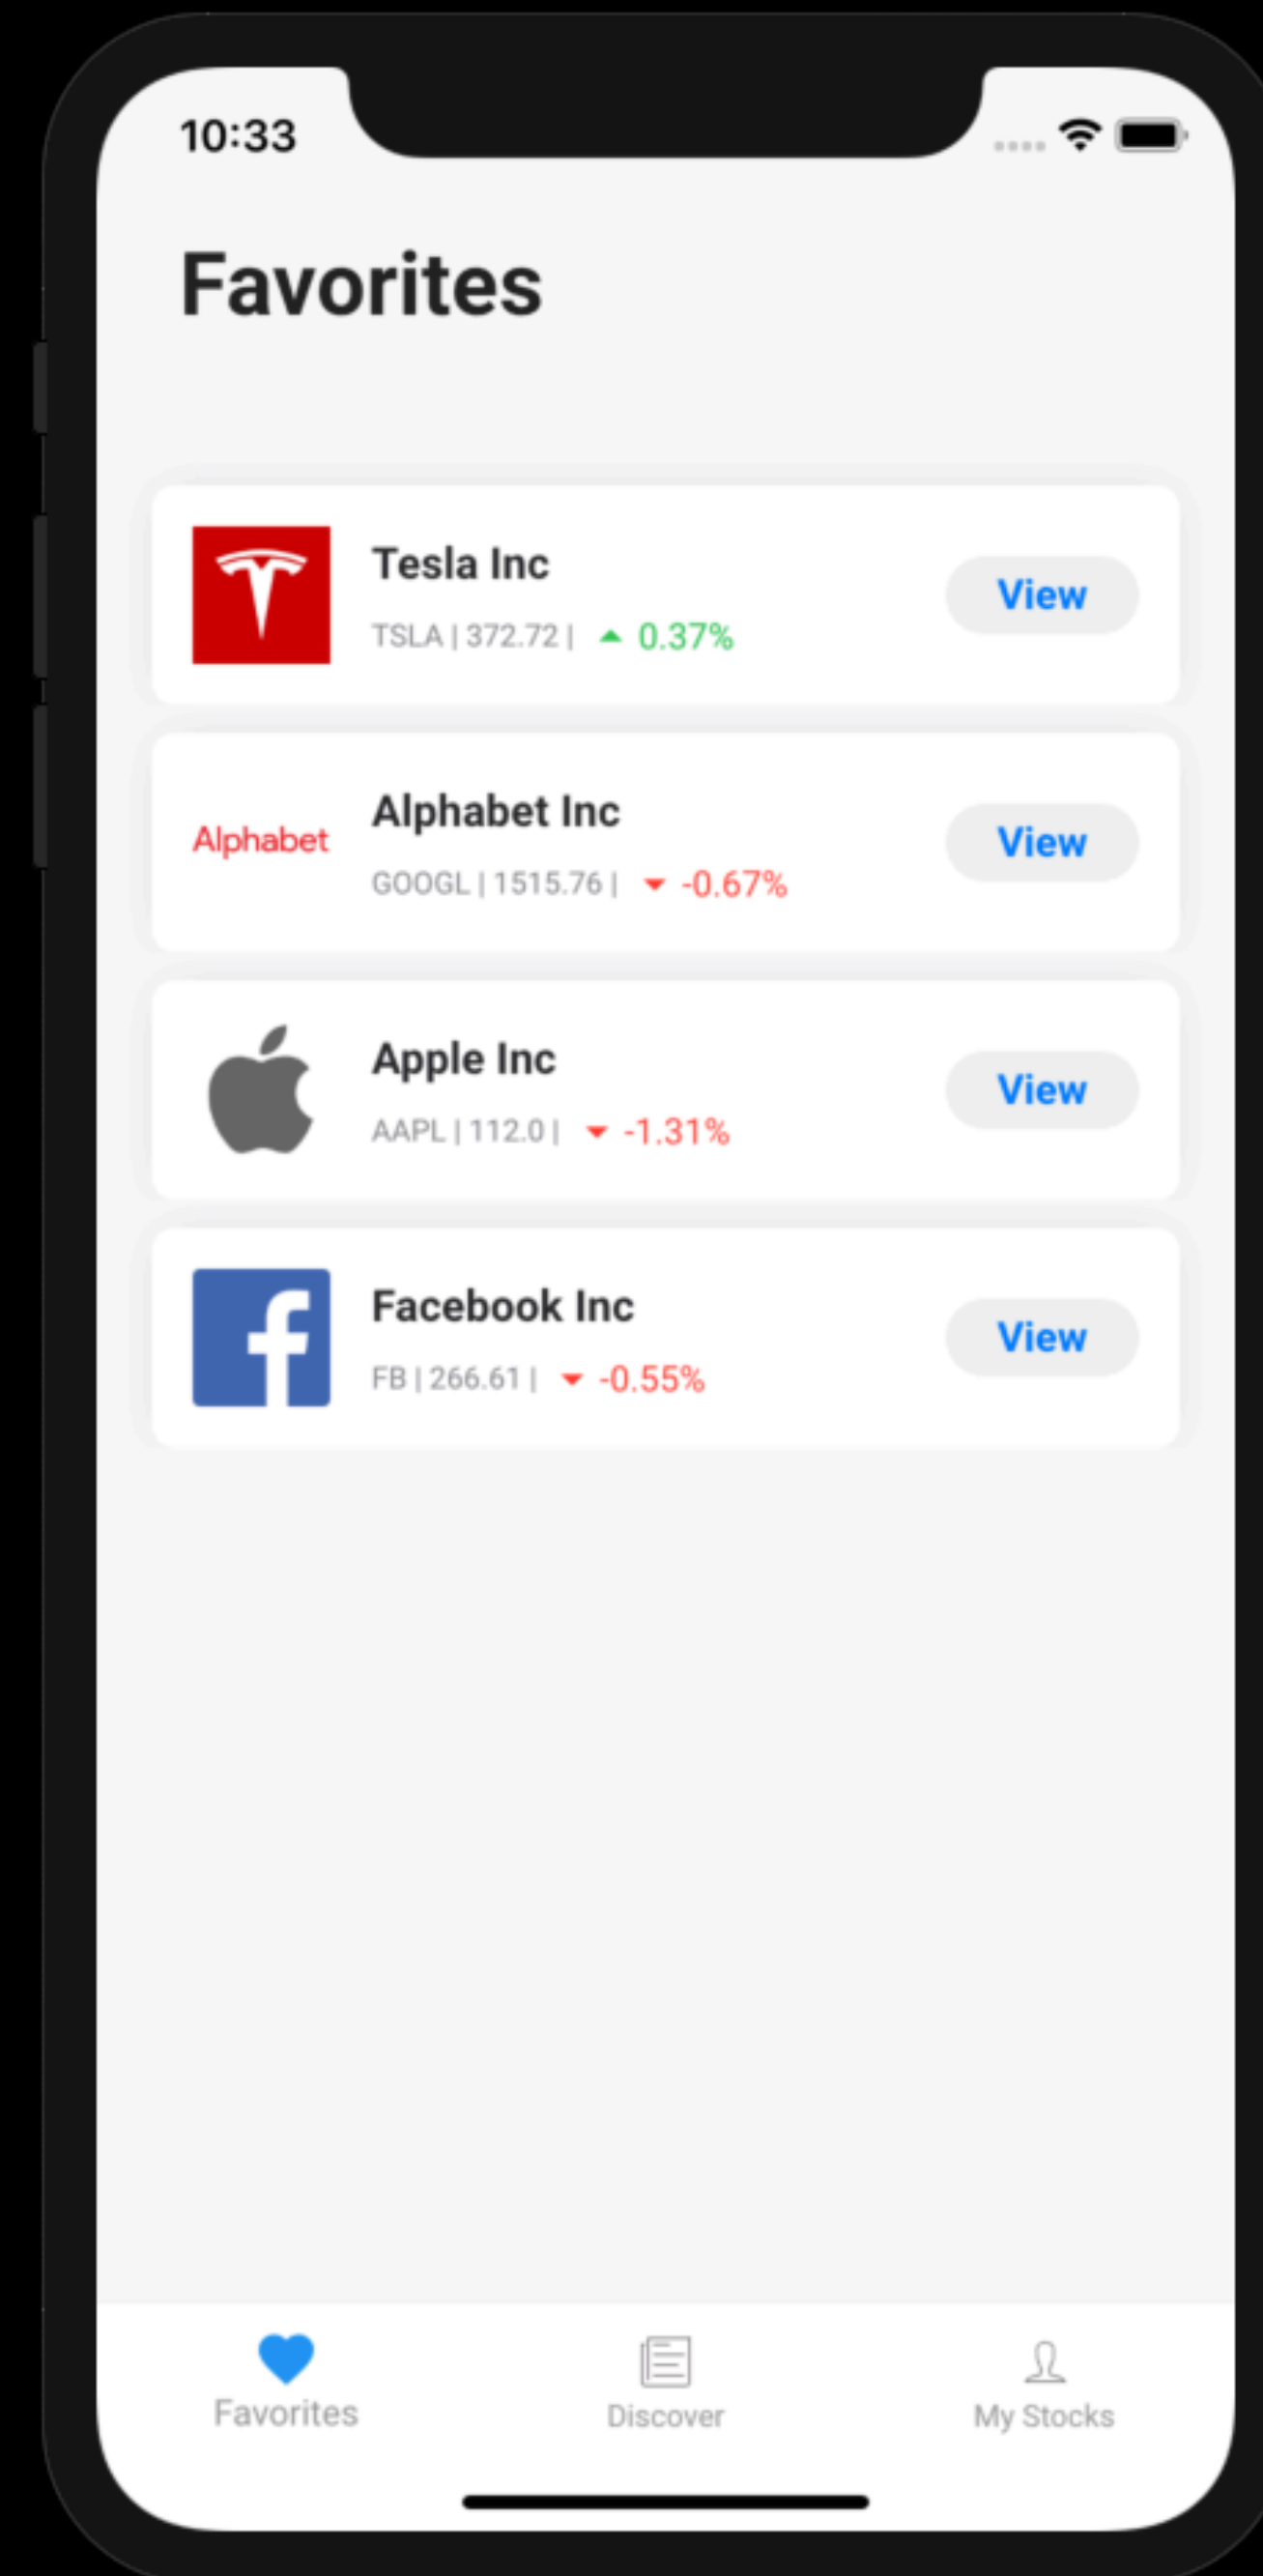 10:33
Favorites
Tesla Inc
TSLA | 372.72 | 0.37%
View
Alphabet
Alphabet Inc
GOOGL | 1515.76 | -0.67%
View
Apple Inc
AAPL | 112.0 | -1.31%
View
Facebook Inc
FB | 266.61 | -0.55%
View
Favorites
Discover
My Stocks